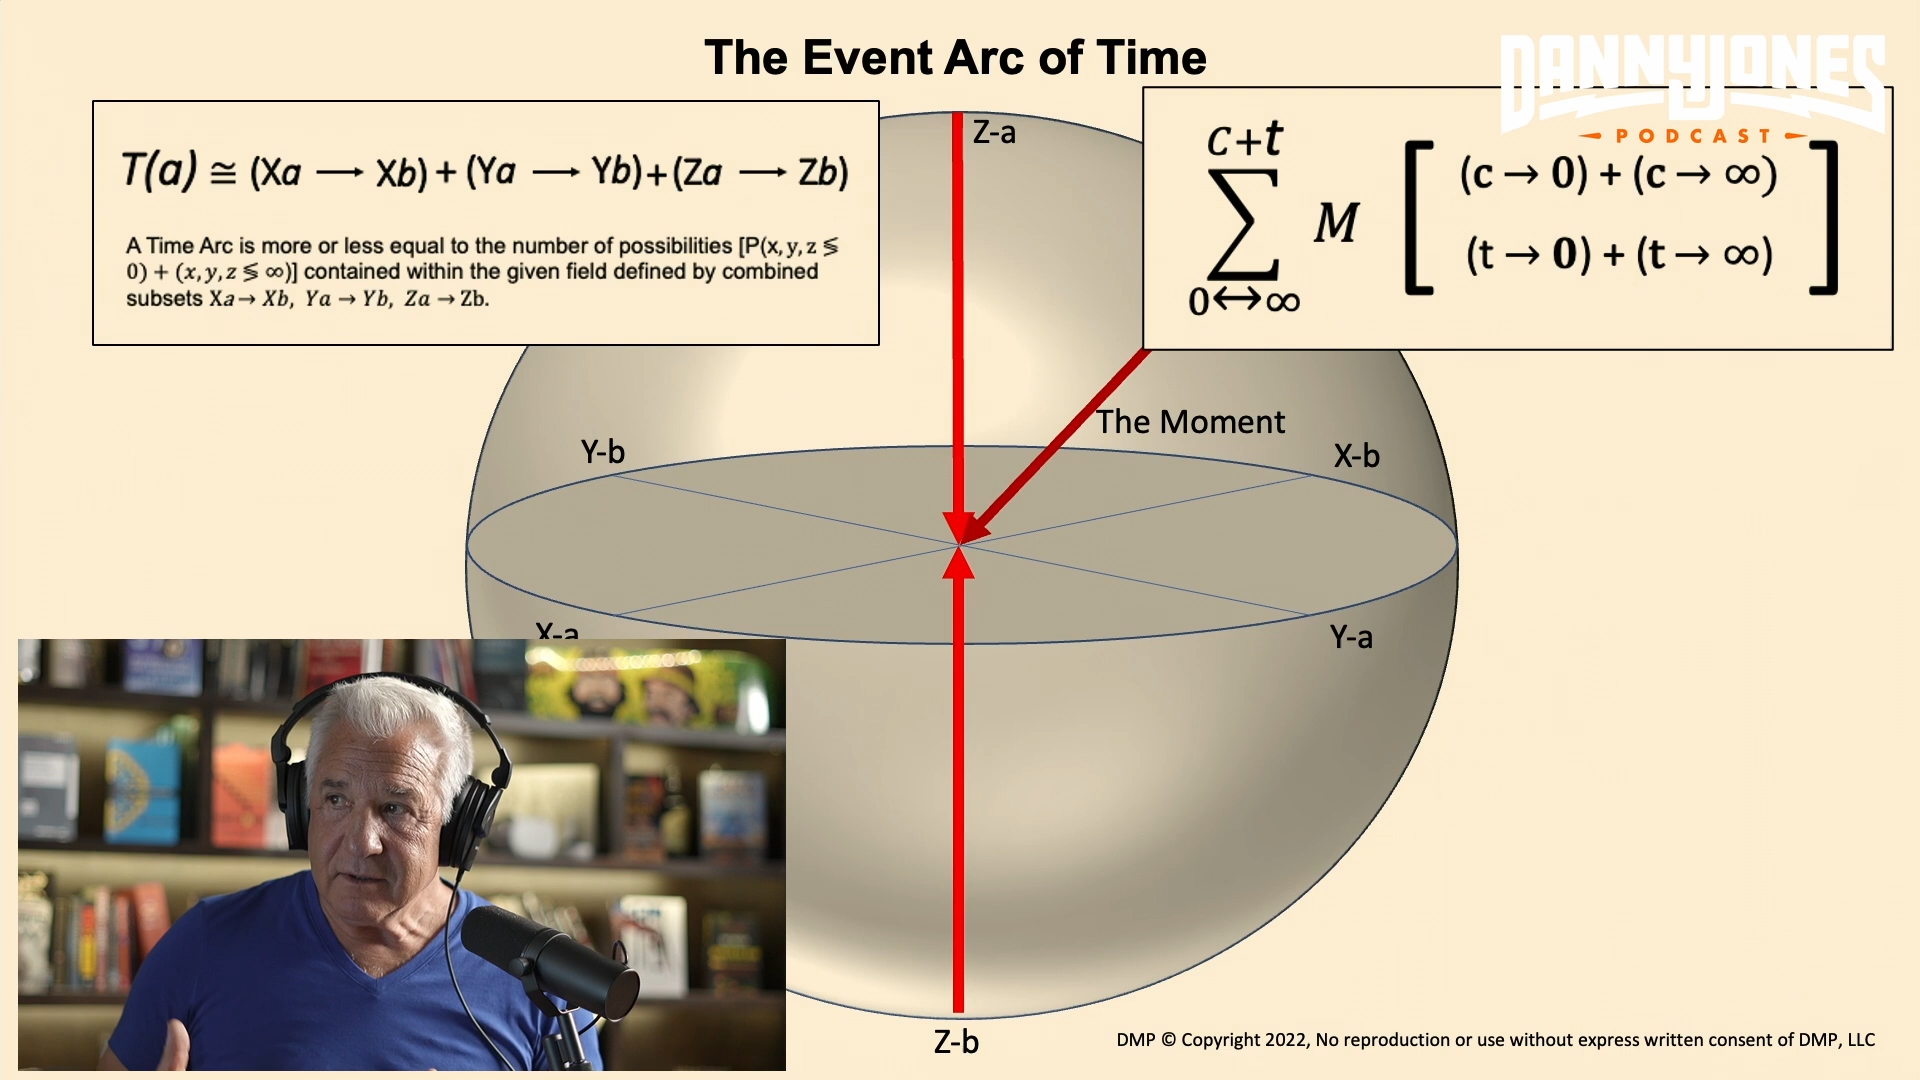 The Event Arc of Time
DANNY JONES
PODCAST
T(a) ≅ (Xa → Xb) + (Ya → Yb)+(Za → Zb)
A Time Arc is more or less equal to the number of possibilities [P(x, y, z ≶
0) + (x, y, z ≶ ∞)] contained within the given field defined by combined
subsets Xa → Xb, Ya → Yb, Za → Zb.
c+t
∑ M
0↔∞
(c → 0) + (c → ∞)
(t → 0) + (t → ∞)
Z-a
The Moment
Y-b
X-b
X-a
Y-a
Z-b
DMP © Copyright 2022, No reproduction or use without express written consent of DMP, LLC